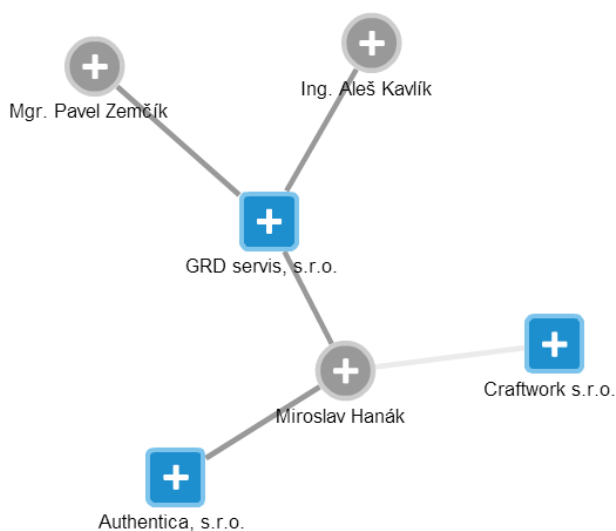 Ing. Aleš Kavlík
Mgr. Pavel Zemčík
GRD servis, s.r.o.
Craftwork s.r.o.
Miroslav Hanák
Authentica, s.r.o.